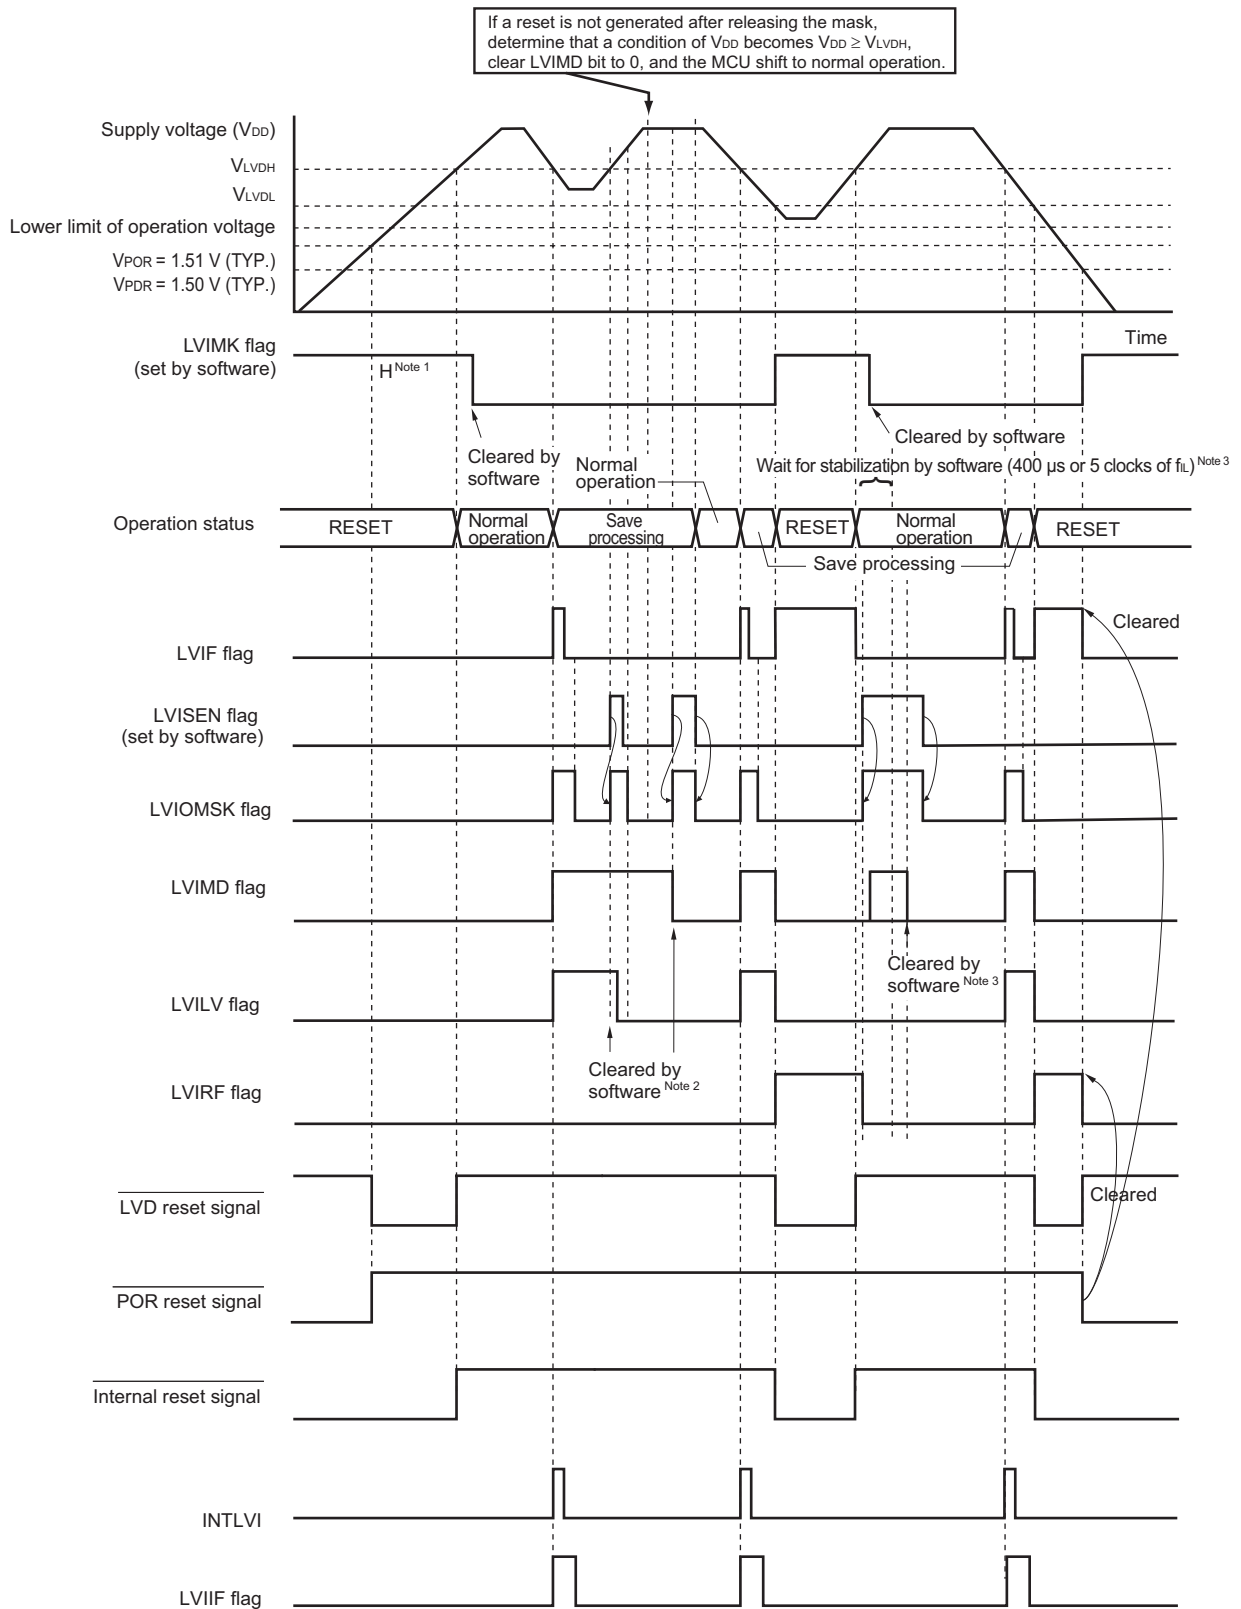 If a reset is not generated after releasing the mask,
determine that a condition of VDD becomes VDD ≥ VLVDH,
clear LVIMD bit to 0, and the MCU shift to normal operation.
Supply voltage (VDD)
VLVDH
VLVDL
Lower limit of operation voltage
VPOR = 1.51 V (TYP.)
VPDR = 1.50 V (TYP.)
Time
LVIMK flag
(set by software)
H Note 1
Cleared by
software
Cleared by software
Normal
operation
Wait for stabilization by software (400 µs or 5 clocks of fIL) Note 3
Operation status
RESET
Normal
operation
Save
processing
RESET
Normal
operation
RESET
Save processing
LVIF flag
Cleared
LVISEN flag
(set by software)
LVIOMSK flag
LVIMD flag
Cleared by
software Note 3
LVILV flag
Cleared by
software Note 2
LVIRF flag
LVD reset signal
Cleared
POR reset signal
Internal reset signal
INTLVI
LVIIF flag